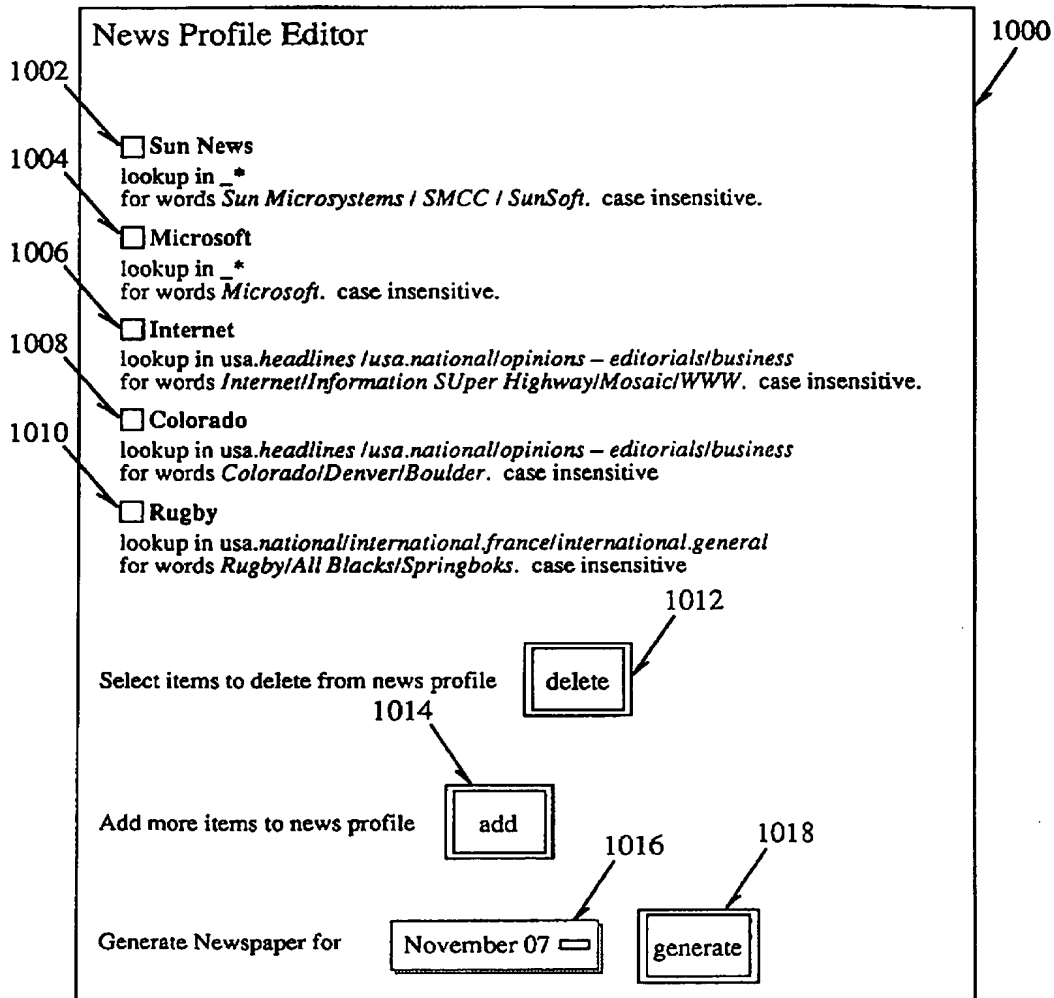 News Profile Editor
1000
1002
Sun News
lookup in _*
for words Sun Microsystems / SMCC / SunSoft. case insensitive.
1004
Microsoft
lookup in _*
for words Microsoft. case insensitive.
1006
Internet
lookup in usa.headlines /usa.national/opinions – editorials/business
for words Internet/Information SUper Highway/Mosaic/WWW. case insensitive.
1008
Colorado
lookup in usa.headlines /usa.national/opinions – editorials/business
for words Colorado/Denver/Boulder. case insensitive
1010
Rugby
lookup in usa.national/international.france/international.general
for words Rugby/All Blacks/Springboks. case insensitive
1012
Select items to delete from news profile delete
1014
Add more items to news profile add
1016
1018
Generate Newspaper for November 07 generate